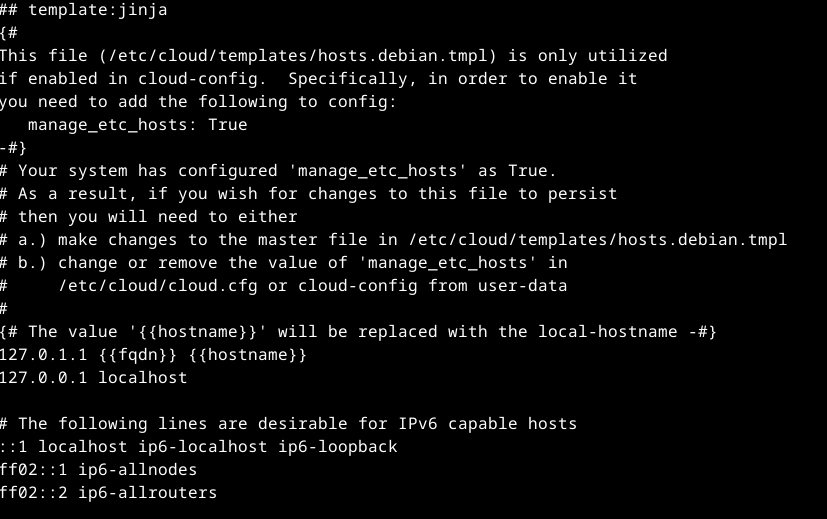 ## template:jinja
{#
This file (/etc/cloud/templates/hosts.debian.tmpl) is only utilized
if enabled in cloud-config.  Specifically, in order to enable it
you need to add the following to config:
   manage_etc_hosts: True
-#}
# Your system has configured 'manage_etc_hosts' as True.
# As a result, if you wish for changes to this file to persist
# then you will need to either
# a.) make changes to the master file in /etc/cloud/templates/hosts.debian.tmpl
# b.) change or remove the value of 'manage_etc_hosts' in
#     /etc/cloud/cloud.cfg or cloud-config from user-data
#
{# The value '{{hostname}}' will be replaced with the local-hostname -#}
127.0.1.1 {{fqdn}} {{hostname}}
127.0.0.1 localhost

# The following lines are desirable for IPv6 capable hosts
::1 localhost ip6-localhost ip6-loopback
ff02::1 ip6-allnodes
ff02::2 ip6-allrouters